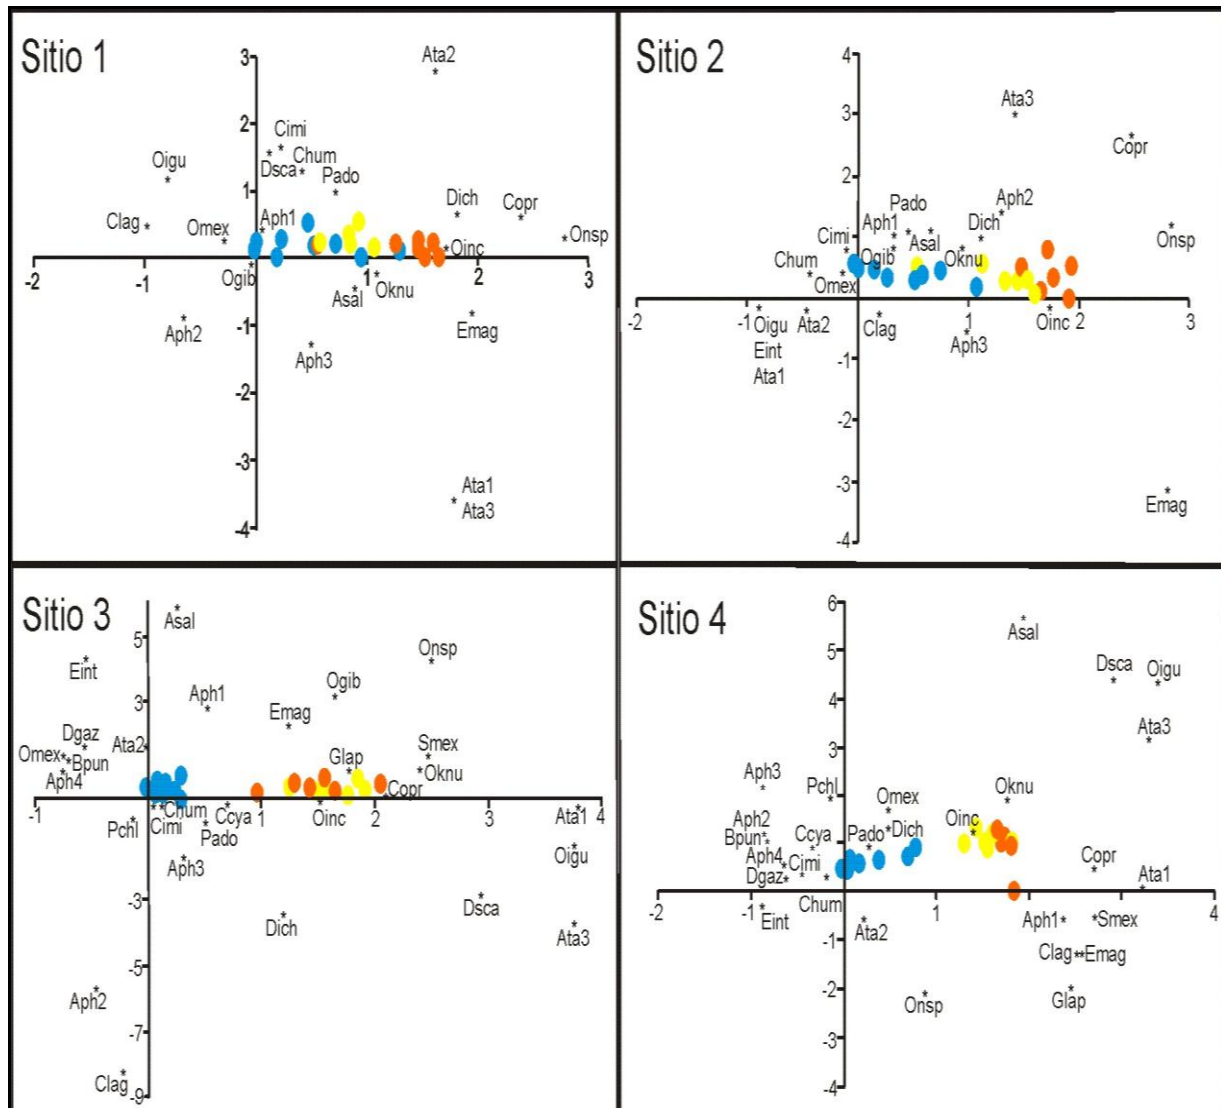 Sitio 1
3
Ata2
2
Cimi
Oigu
Dsca
Chum
Pado
1
Dich
Copr
Clag
Omex
Aph1
Oinc
Onsp
-2
-1
1
2
3
Ogib
Asal
Oknu
Aph2
-1
Emag
Aph3
-2
-3
Ata1
Ata3
-4
Sitio 2
4
Ata3
3
Copr
2
Pado
Aph2
Aph1
Dich
Onsp
Cimi
1
Asal
Chum
Ogib
Oknu
Omex
-2
-1
1
2
3
Oigu
Ata2
Clag
Oinc
Eint
Aph3
-1
Ata1
-2
-3
Emag
-4
Sitio 3
Asal
5
Eint
Onsp
Aph1
Ogib
3
Emag
Dgaz
Ata2
Smex
Omex
Bpun
Glap
Oknu
Aph4
Copr
-1
1
2
3
4
Pchl
Cimi
Chum
Ccya
Pado
Oinc
Ata1
Aph3
Oigu
-3
Dsca
Dich
Ata3
-5
Aph2
-7
Clag
-9
Sitio 4
6
Asal
5
Dsca
Oigu
4
Ata3
3
Aph3
Pchl
2
Omex
Oknu
Aph2
Oinc
Bpun
Ccya
Pado
Dich
1
Aph4
Cimi
Copr
Dgaz
Ata1
-2
-1
1
2
3
4
Eint
Chum
Ata2
Aph1
Smex
-1
Clag
Emag
-2
Onsp
Glap
-3
-4